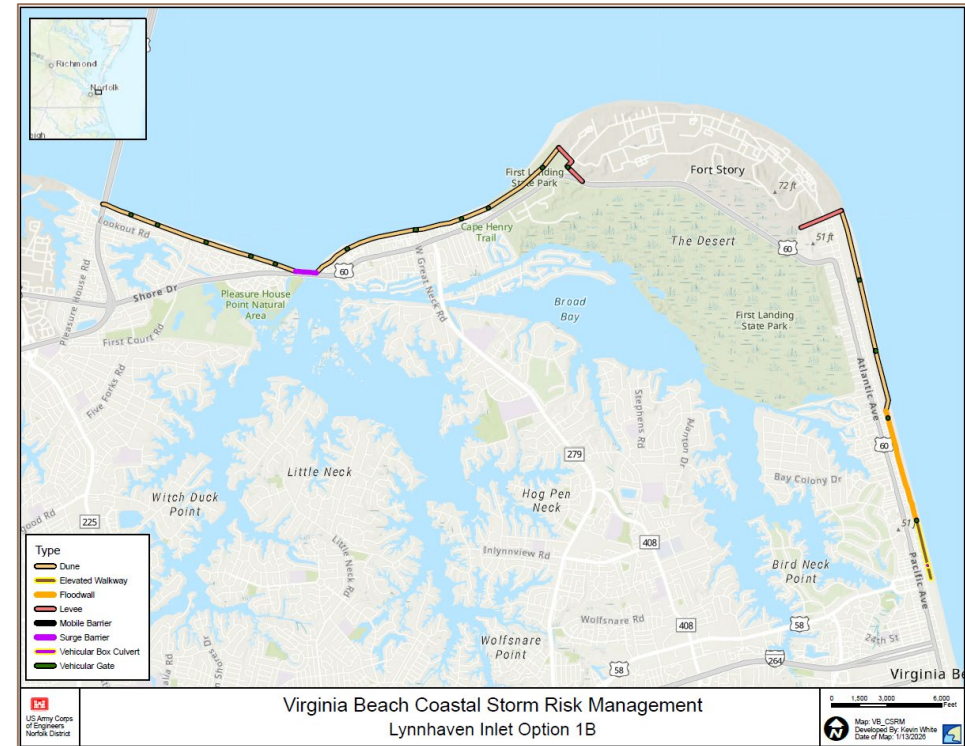 Richmond
Norfolk
First Landing
State Park
Fort Story
72 ft
Lookout Rd
Cape Henry
Trail
The Desert
51 ft
60
W Great Neck Rd
60
Pleasure House Rd
Shore Dr
Pleasure House
Point Natural
Area
Broad
Bay
First Landing
State Park
First Court Rd
Atlantic Ave
Five Forks Rd
Stephens Rd
Nanton Dr
60
279
Little Neck
Bay Colony Dr
Witch Duck
Point
Hog Pen
Neck
225
51 ft
408
Inlynnview Rd
Little Neck Rd
Bird Neck
Point
Pacific Ave
Wolfsnare Rd
408
58
Wolfsnare
Point
24th St
58
264
Virginia Be
Type
Dune
Elevated Walkway
Floodwall
Levee
Mobile Barrier
Surge Barrier
Vehicular Box Culvert
Vehicular Gate
US Army Corps
of Engineers
Norfolk District
Virginia Beach Coastal Storm Risk Management
Lynnhaven Inlet Option 1B
0 1,500 3,000 6,000
Feet
Map: VB_CSRM
Developed By: Kevin White
Date of Map: 1/13/2026